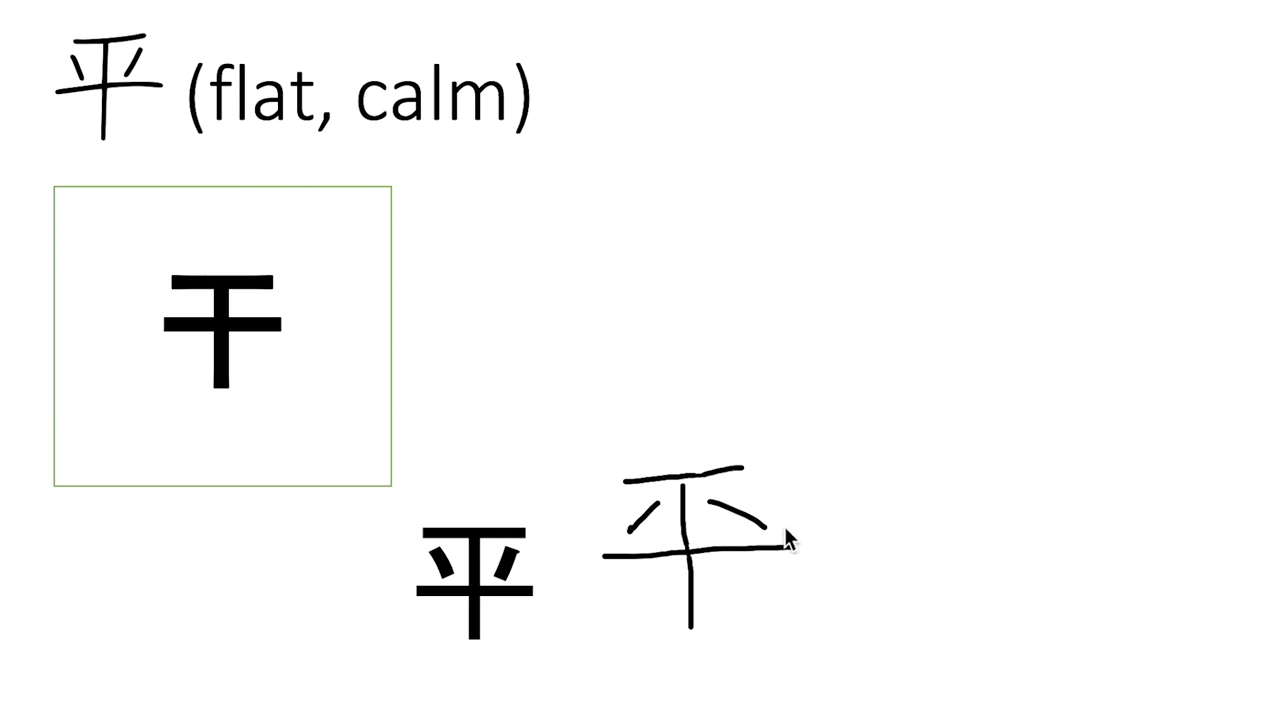 平 (flat, calm)
干
平 平